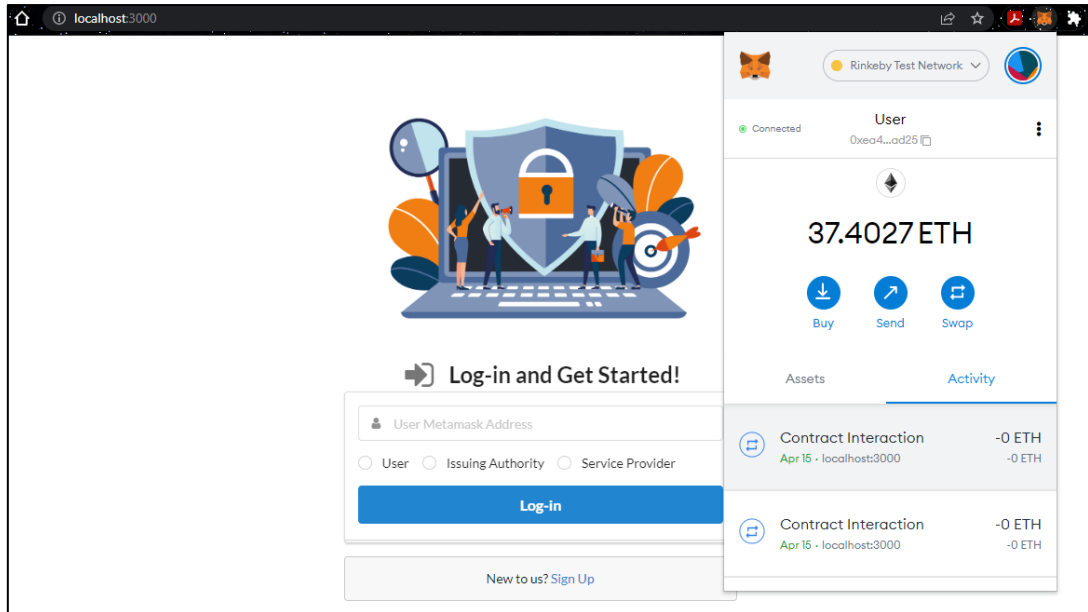 localhost:3000
Rinkeby Test Network
Connected
User
0xea4...ad25
37.4027 ETH
Buy Send Swap
Assets Activity
Contract Interaction -0 ETH
Apr 15 · localhost:3000 -0 ETH
Contract Interaction -0 ETH
Apr 15 · localhost:3000 -0 ETH
Log-in and Get Started!
User Metamask Address
User Issuing Authority Service Provider
Log-in
New to us? Sign Up